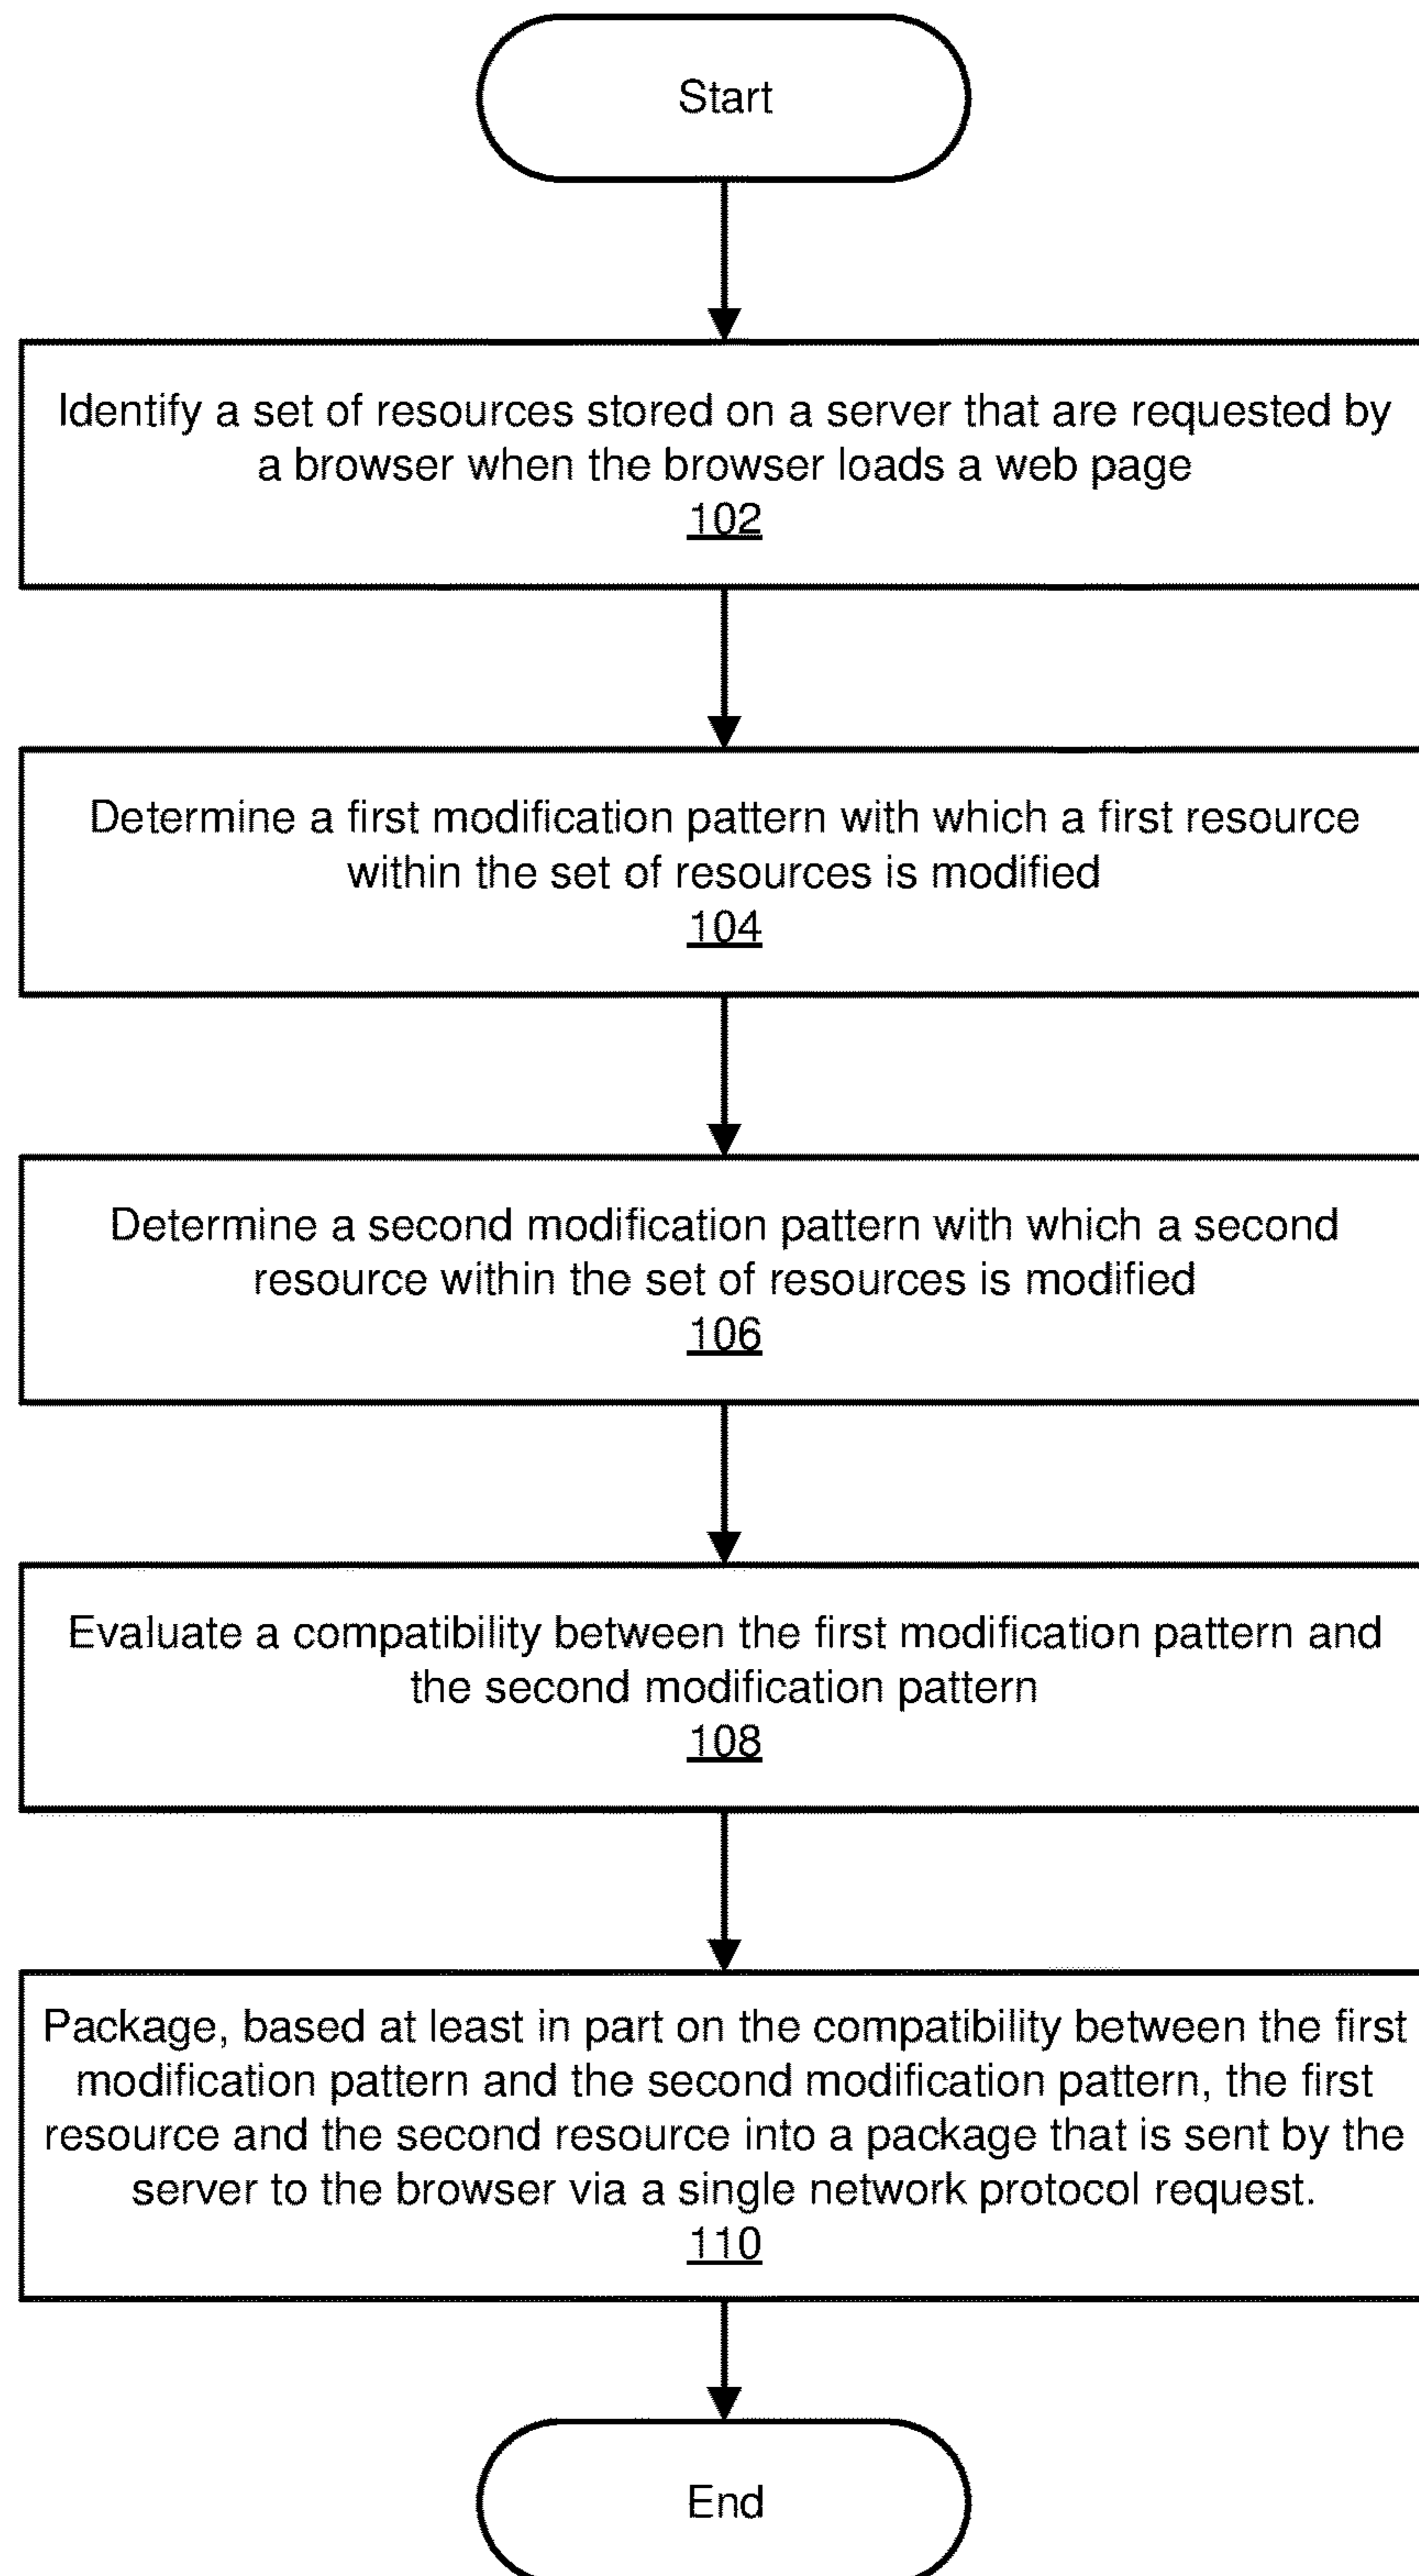 Start
Identify a set of resources stored on a server that are requested by
a browser when the browser loads a web page
102
Determine a first modification pattern with which a first resource
within the set of resources is modified
104
Determine a second modification pattern with which a second
resource within the set of resources is modified
106
Evaluate a compatibility between the first modification pattern and
the second modification pattern
108
Package, based at least in part on the compatibility between the first
modification pattern and the second modification pattern, the first
resource and the second resource into a package that is sent by the
server to the browser via a single network protocol request.
110
End